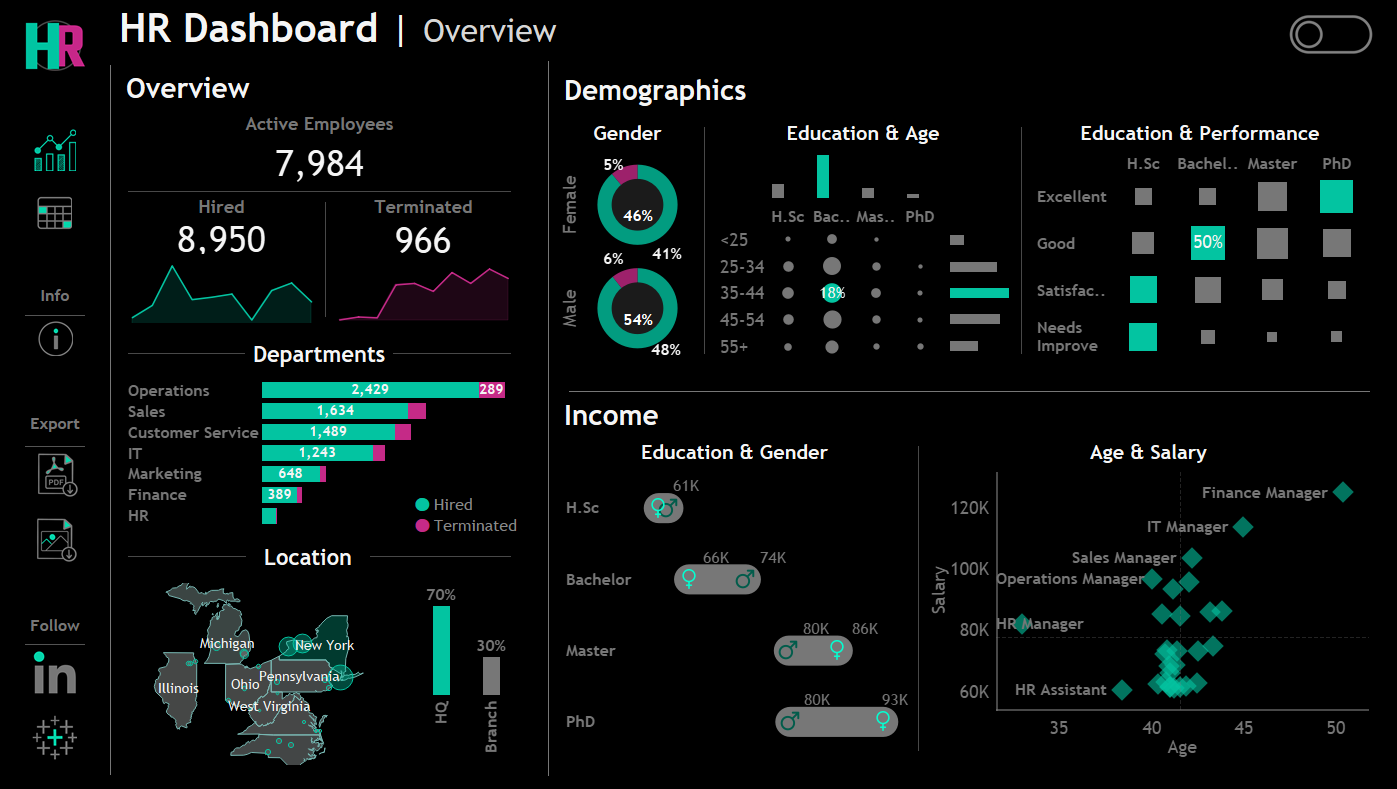 HR
HR Dashboard | Overview
Info
Export
PDF
Follow
in
Overview
Active Employees
7,984
Hired
8,950
Terminated
966
Departments
Operations 2,429 289
Sales 1,634
Customer Service 1,489
IT 1,243
Marketing 648
Finance 389
HR
Hired
Terminated
Location
Michigan
New York
Illinois
Ohio
Pennsylvania
West Virginia
70%
HQ
30%
Branch
Demographics
Gender
Female
5%
46%
41%
Male
6%
54%
48%
Education & Age
H.Sc Bac.. Mas.. PhD
<25
25-34
35-44 18%
45-54
55+
Education & Performance
H.Sc Bachel.. Master PhD
Excellent
Good 50%
Satisfac..
Needs
Improve
Income
Education & Gender
H.Sc 61K
Bachelor 66K 74K
Master 80K 86K
PhD 80K 93K
Age & Salary
Salary
120K
100K
80K
60K
Finance Manager
IT Manager
Sales Manager
Operations Manager
HR Manager
HR Assistant
35 40 45 50
Age